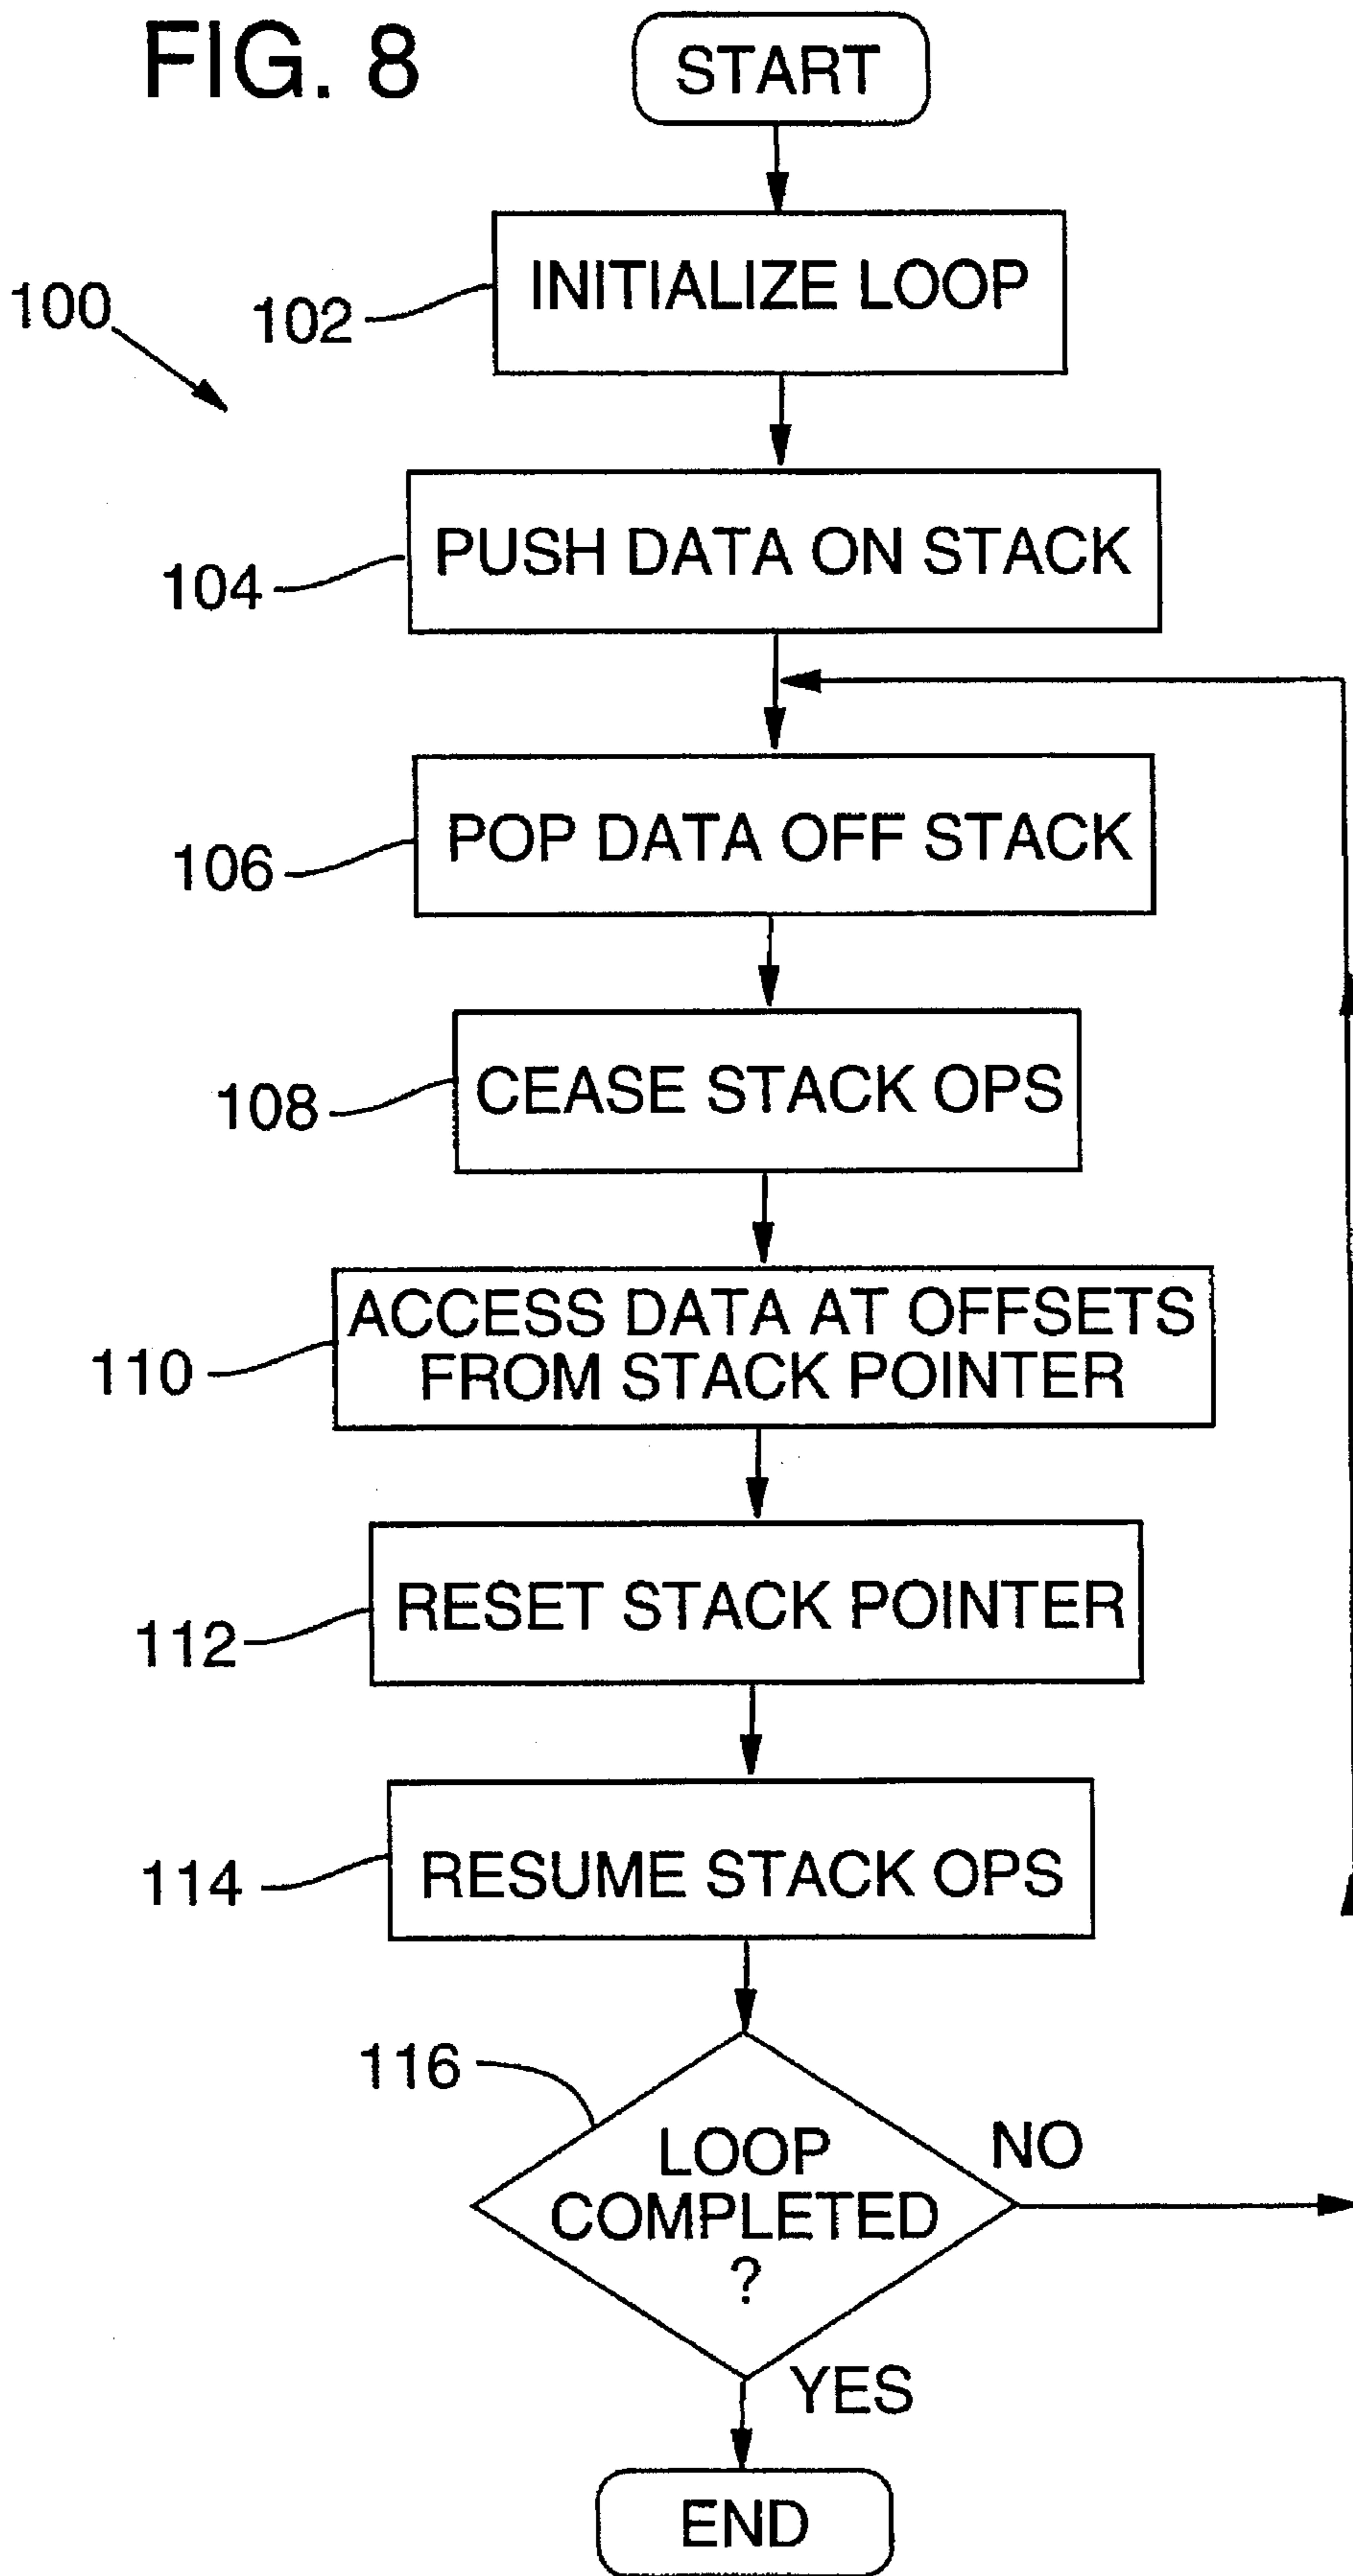 FIG. 8
START
100
102
INITIALIZE LOOP
104
PUSH DATA ON STACK
106
POP DATA OFF STACK
108
CEASE STACK OPS
110
ACCESS DATA AT OFFSETS
FROM STACK POINTER
112
RESET STACK POINTER
114
RESUME STACK OPS
116
LOOP
COMPLETED
?
NO
YES
END